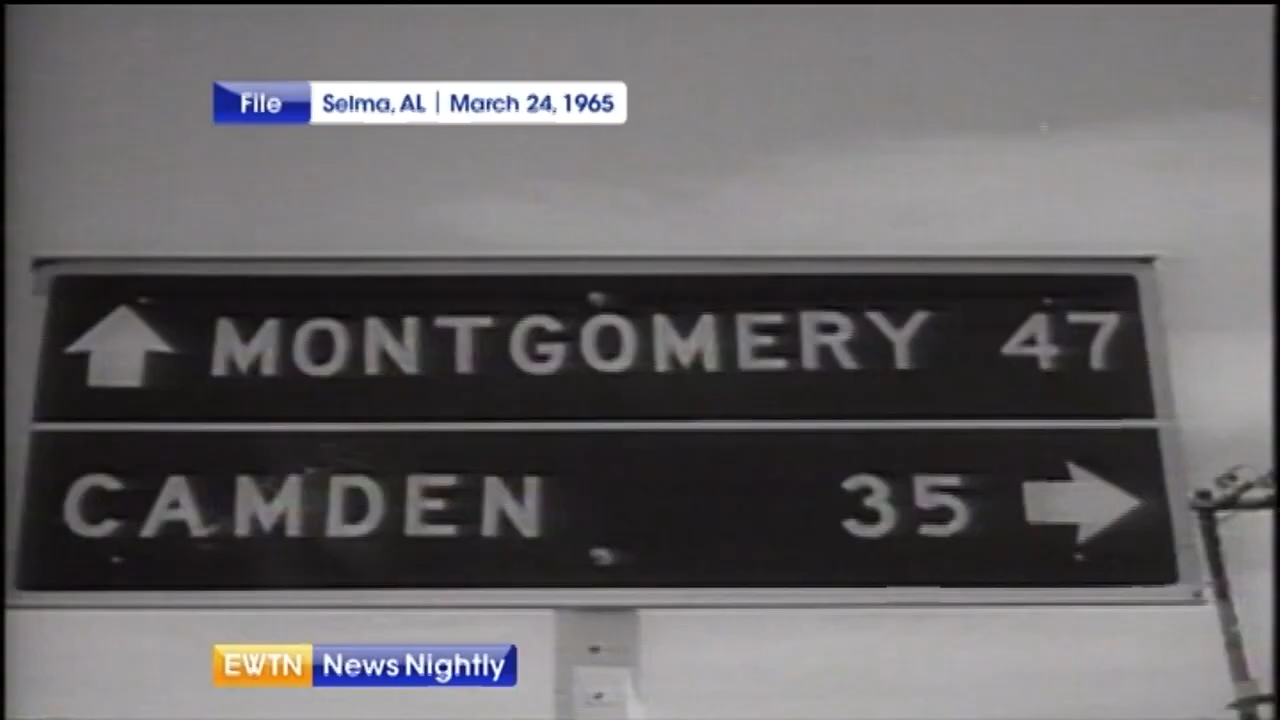 File Selma, AL | March 24, 1965
MONTGOMERY 47
CAMDEN 35
EWTN News Nightly